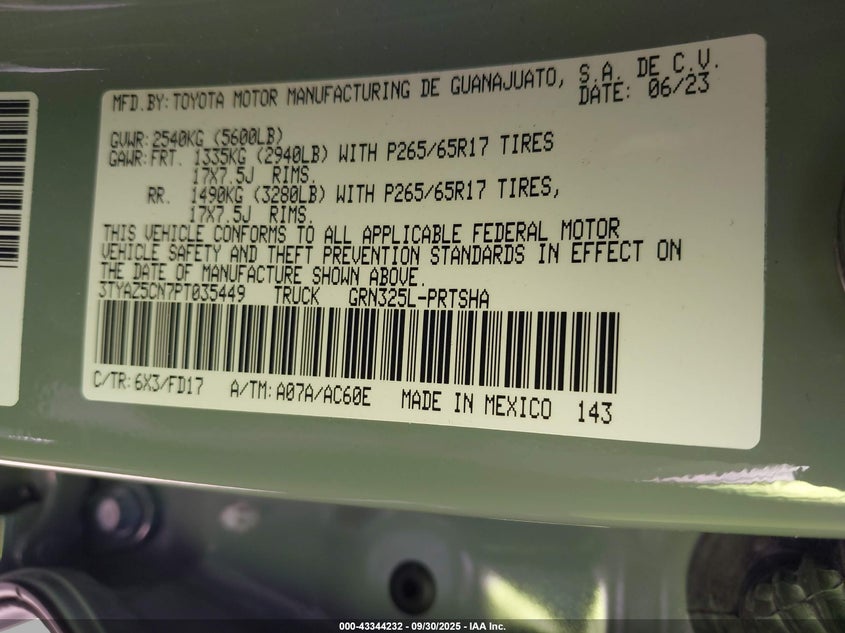 MFD.BY: TOYOTA MOTOR MANUFACTURING DE GUANAJUATO, S.A. DE C.V.
DATE: 06/23
GVWR: 2540KG (5600LB)
GAWR: FRT. 1335KG (2940LB) WITH P265/65R17 TIRES
17X7.5J RIMS.
RR. 1490KG (3280LB) WITH P265/65R17 TIRES,
17X7.5J RIMS.
THIS VEHICLE CONFORMS TO ALL APPLICABLE FEDERAL MOTOR
VEHICLE SAFETY AND THEFT PREVENTION STANDARDS IN EFFECT ON
THE DATE OF MANUFACTURE SHOWN ABOVE.
3TYAZ5CN7PT035449 TRUCK GRN325L-PRTSHA
C/TR: 6X3/FD17 A/TM: A07A/AC60E MADE IN MEXICO 143
000-43344232 - 09/30/2025 - IAA Inc.